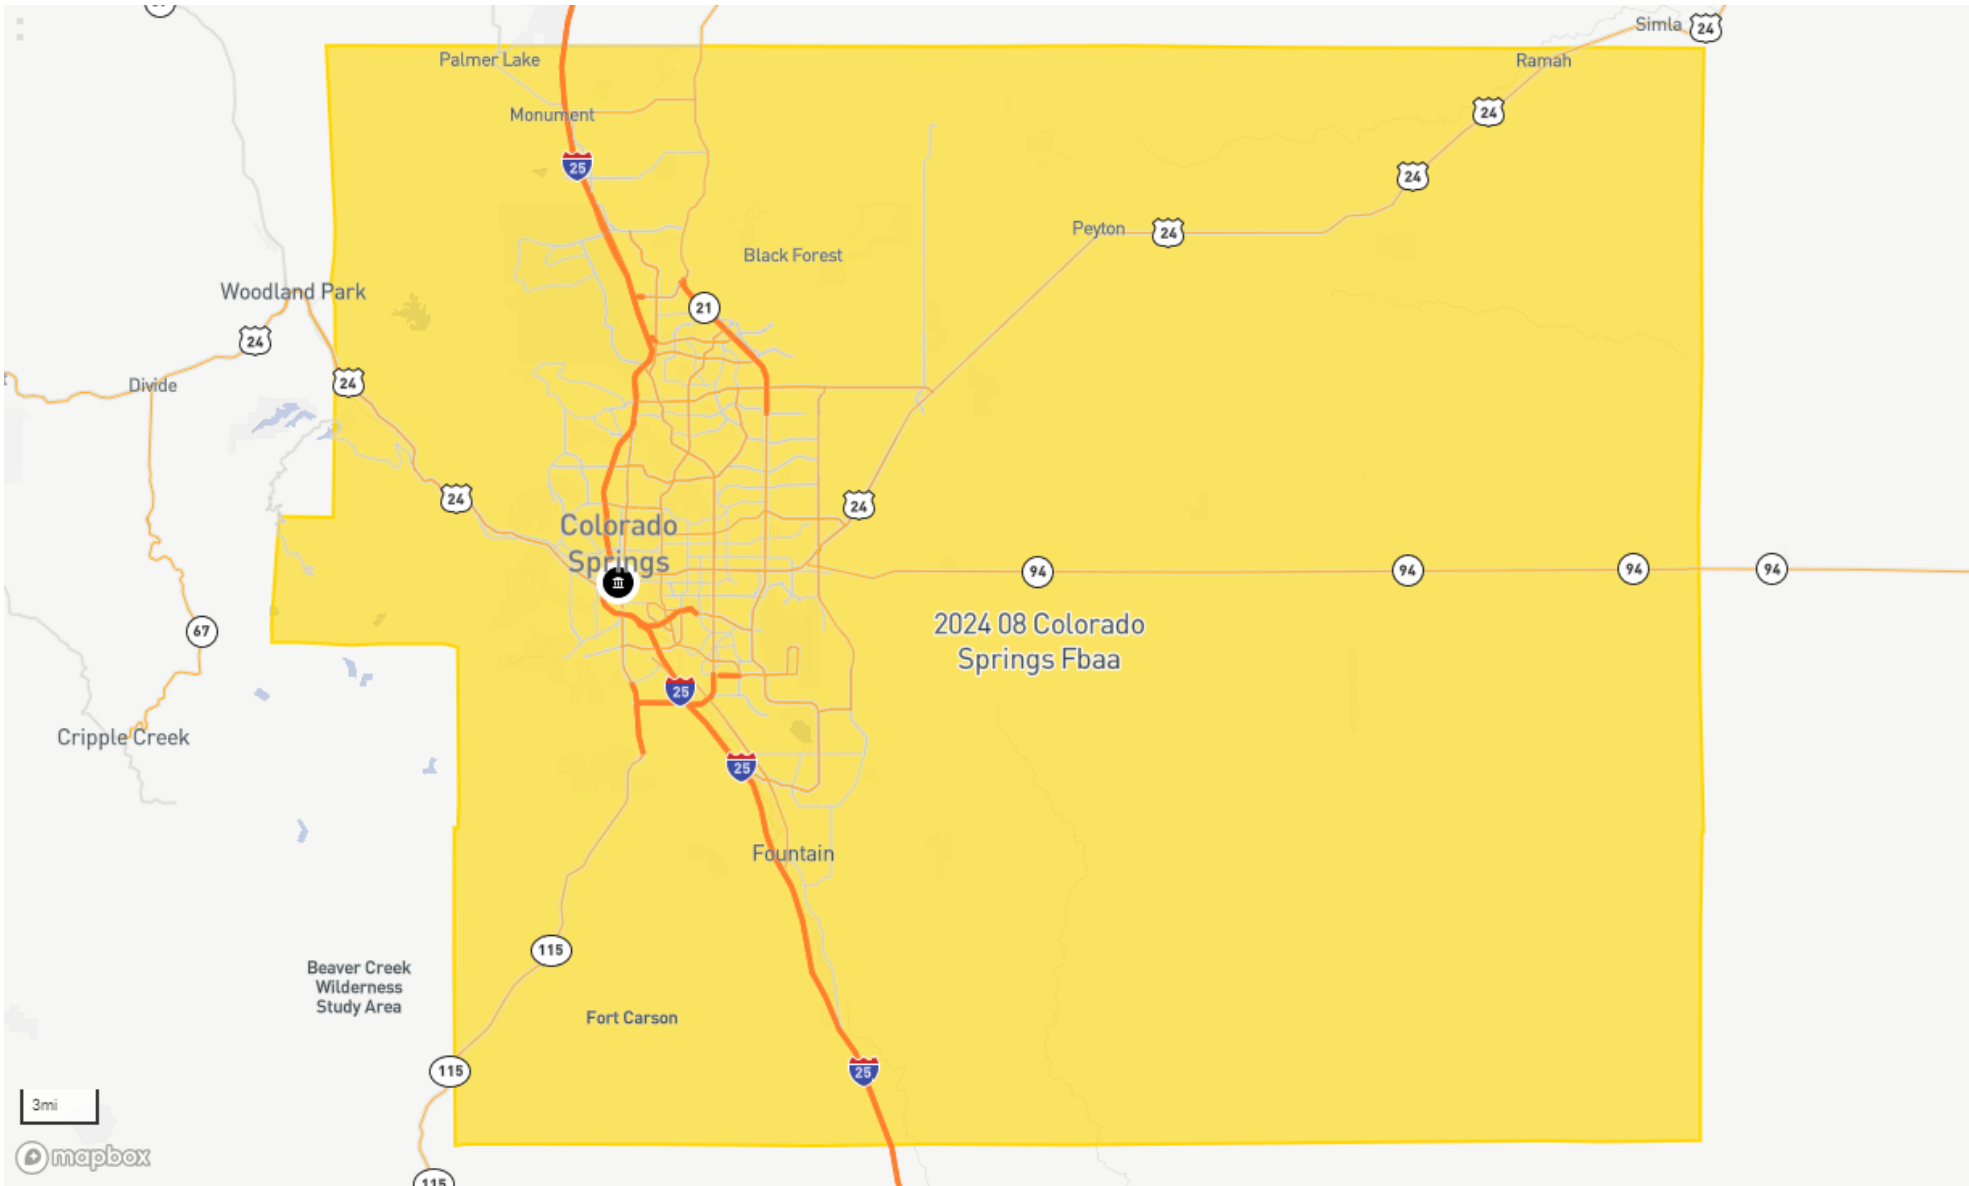 Simla
24
Palmer Lake
Ramah
Monument
24
25
24
Peyton
24
Black Forest
Woodland Park
21
24
24
Divide
24
24
Colorado
Springs
94
94
94
94
2024 08 Colorado
Springs Fbaa
67
25
Cripple Creek
25
Fountain
115
Beaver Creek
Wilderness
Study Area
Fort Carson
115
25
3mi
mapbox
115